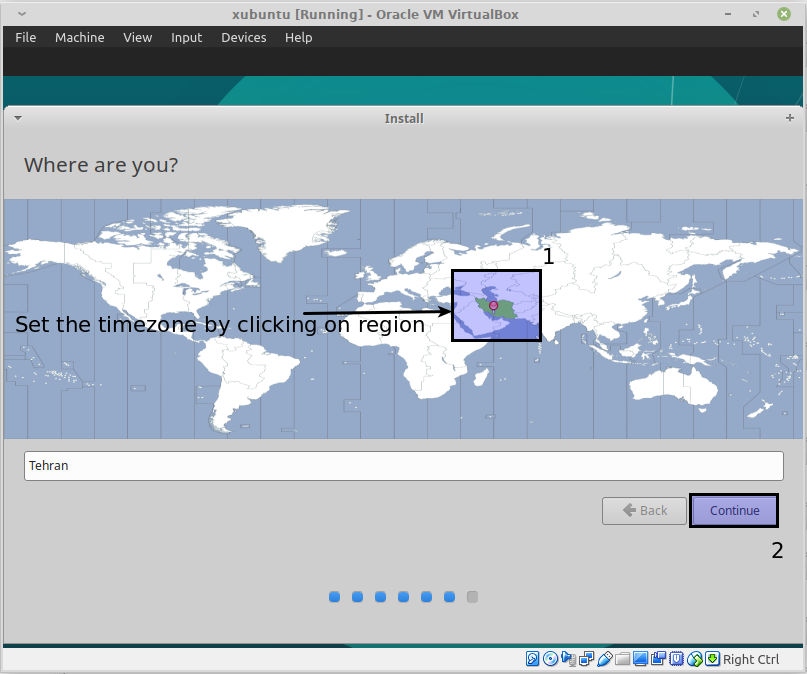 xubuntu [Running] - Oracle VM VirtualBox
File Machine View Input Devices Help
Install
Where are you?
1
Set the timezone by clicking on region
Tehran
Back Continue
2
Right Ctrl